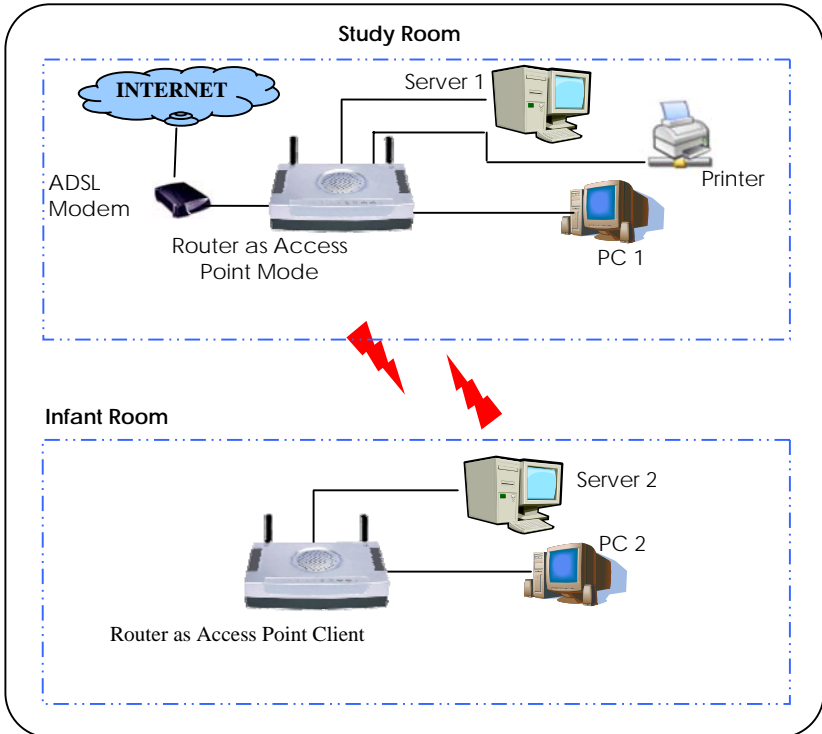 Study Room
INTERNET
Server 1
ADSL
Modem
Printer
Router as Access
Point Mode
PC 1
Infant Room
Server 2
PC 2
Router as Access Point Client